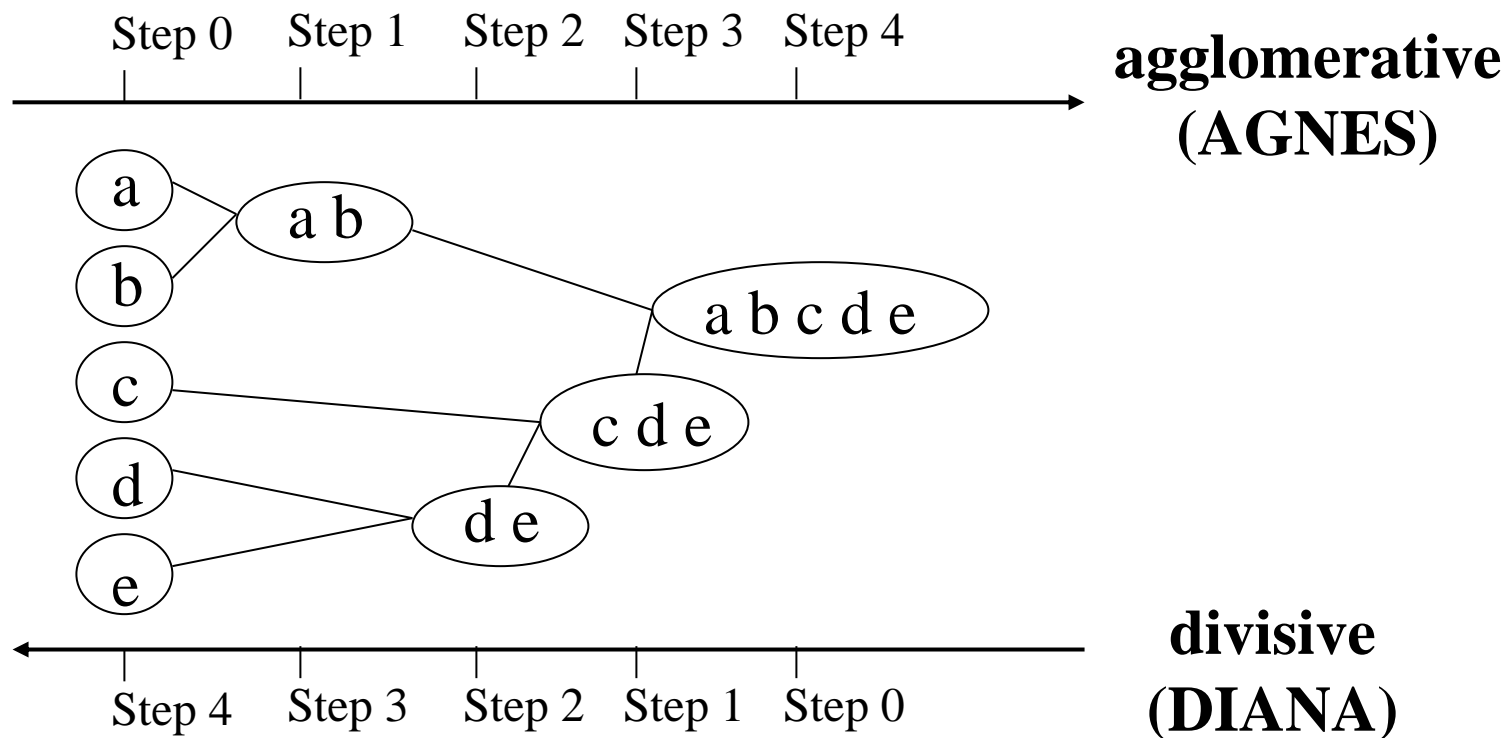 Step 0 Step 1 Step 2 Step 3 Step 4
agglomerative
(AGNES)
a
a b
b
a b c d e
c
c d e
d
d e
e
divisive
(DIANA)
Step 4 Step 3 Step 2 Step 1 Step 0